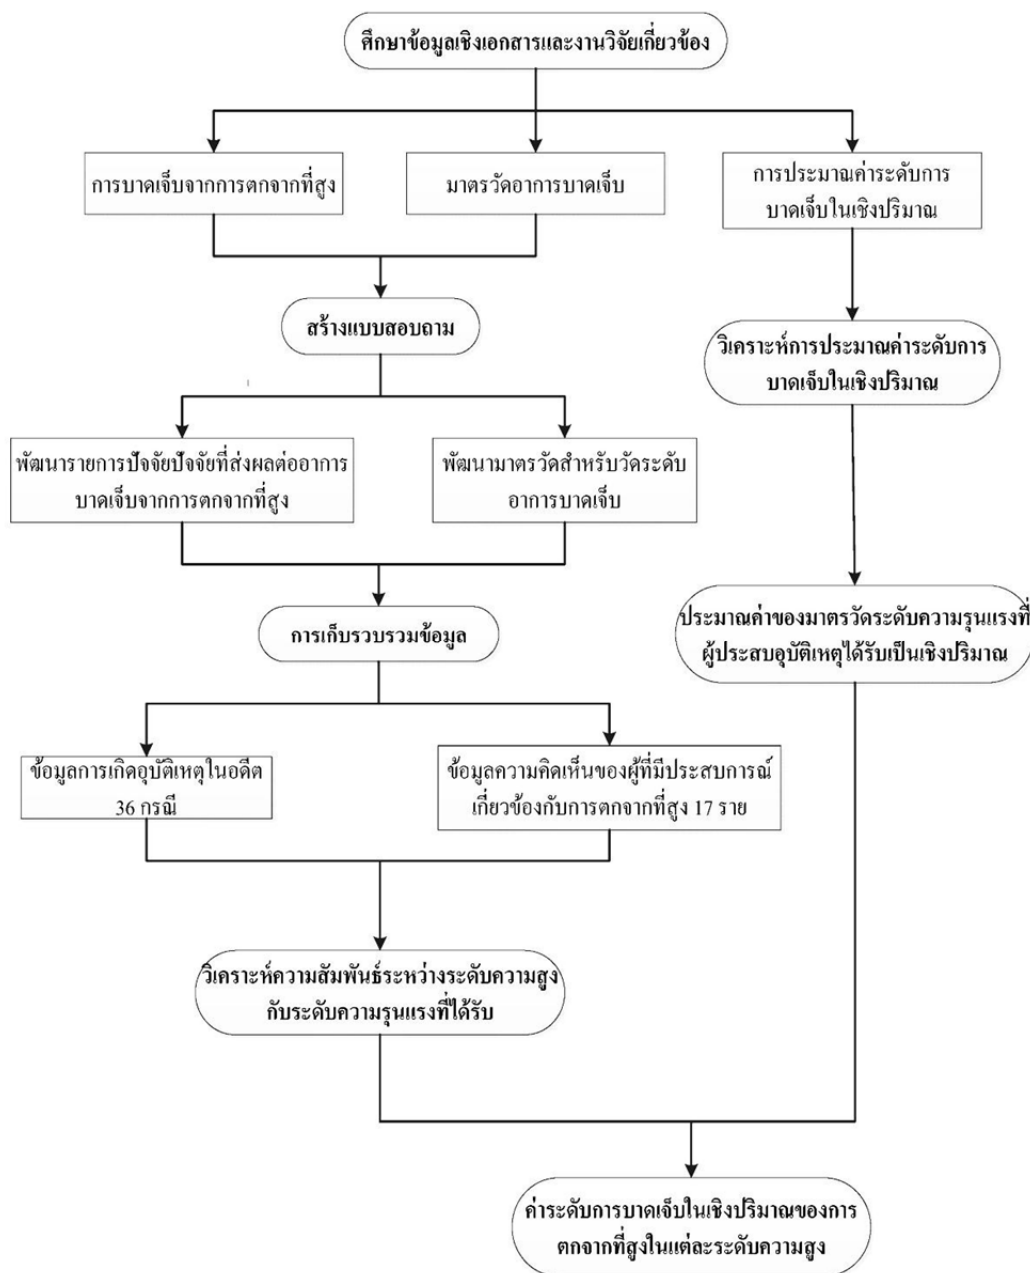 ศึกษาข้อมูลเชิงเอกสารและงานวิจัยเกี่ยวข้อง
การบาดเจ็บจากการตกจากที่สูง
มาตรวัดอาการบาดเจ็บ
การประมาณค่าระดับการ
บาดเจ็บในเชิงปริมาณ
สร้างแบบสอบถาม
วิเคราะห์การประมาณค่าระดับการ
บาดเจ็บในเชิงปริมาณ
พัฒนารายการปัจจัยปัจจัยที่ส่งผลต่ออาการ
บาดเจ็บจากการตกจากที่สูง
พัฒนามาตรวัดสำหรับวัดระดับ
อาการบาดเจ็บ
การเก็บรวบรวมข้อมูล
ประมาณค่าของมาตรวัดระดับความรุนแรงที่
ผู้ประสบอุบัติเหตุได้รับเป็นเชิงปริมาณ
ข้อมูลการเกิดอุบัติเหตุในอดีต
36 กรณี
ข้อมูลความคิดเห็นของผู้ที่มีประสบการณ์
เกี่ยวข้องกับการตกจากที่สูง 17 ราย
วิเคราะห์ความสัมพันธ์ระหว่างระดับความสูง
กับระดับความรุนแรงที่ได้รับ
ค่าระดับการบาดเจ็บในเชิงปริมาณของการ
ตกจากที่สูงในแต่ละระดับความสูง